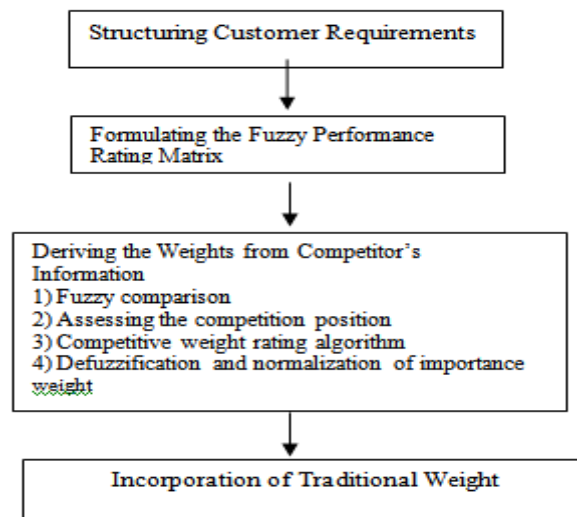 Structuring Customer Requirements
Formulating the Fuzzy Performance
Rating Matrix
Deriving the Weights from Competitor's
Information
1) Fuzzy comparison
2) Assessing the competition position
3) Competitive weight rating algorithm
4) Defuzzification and normalization of importance
weight
Incorporation of Traditional Weight